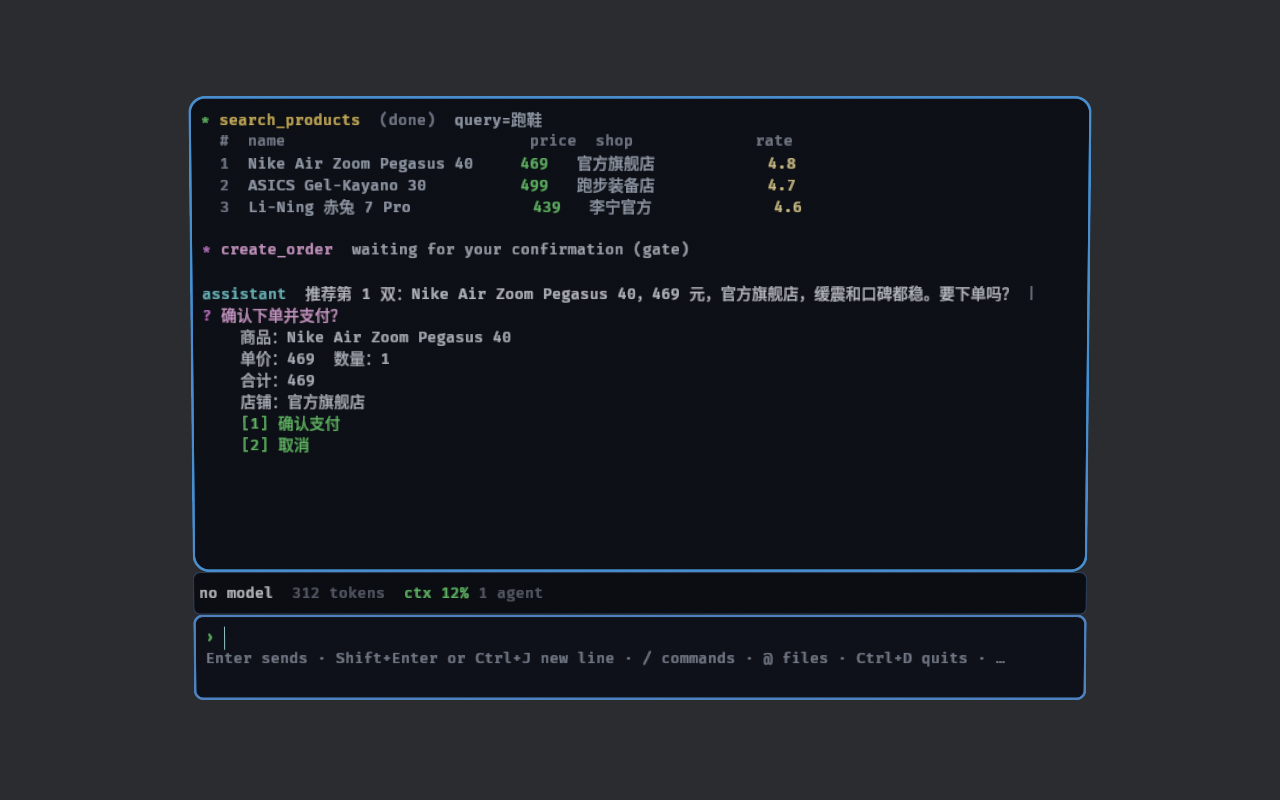 * search_products (done) query=跑鞋
# name price shop rate
1 Nike Air Zoom Pegasus 40 469 官方旗舰店 4.8
2 ASICS Gel-Kayano 30 499 跑步装备店 4.7
3 Li-Ning 赤兔 7 Pro 439 李宁官方 4.6
* create_order waiting for your confirmation (gate)
assistant 推荐第 1 双: Nike Air Zoom Pegasus 40, 469 元, 官方旗舰店, 缓震和口碑都稳。要下单吗?
? 确认下单并支付?
商品: Nike Air Zoom Pegasus 40
单价: 469 数量: 1
合计: 469
店铺: 官方旗舰店
[1] 确认支付
[2] 取消
no model 312 tokens ctx 12% 1 agent
›
Enter sends · Shift+Enter or Ctrl+J new line · / commands · @ files · Ctrl+D quits · …